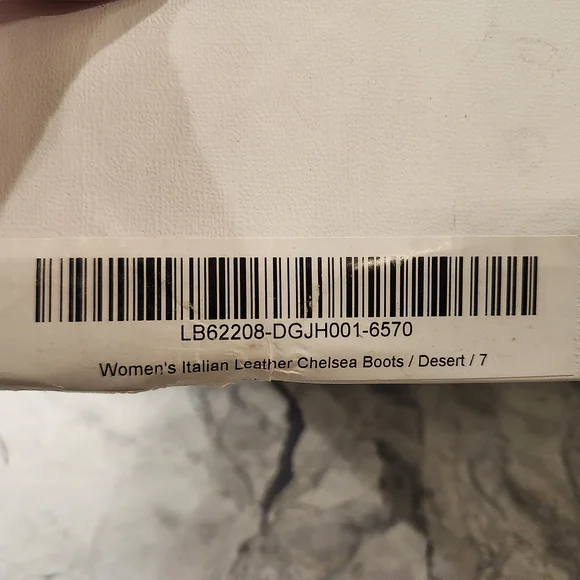 LB62208-DGJH001-6570
Women's Italian Leather Chelsea Boots / Desert / 7